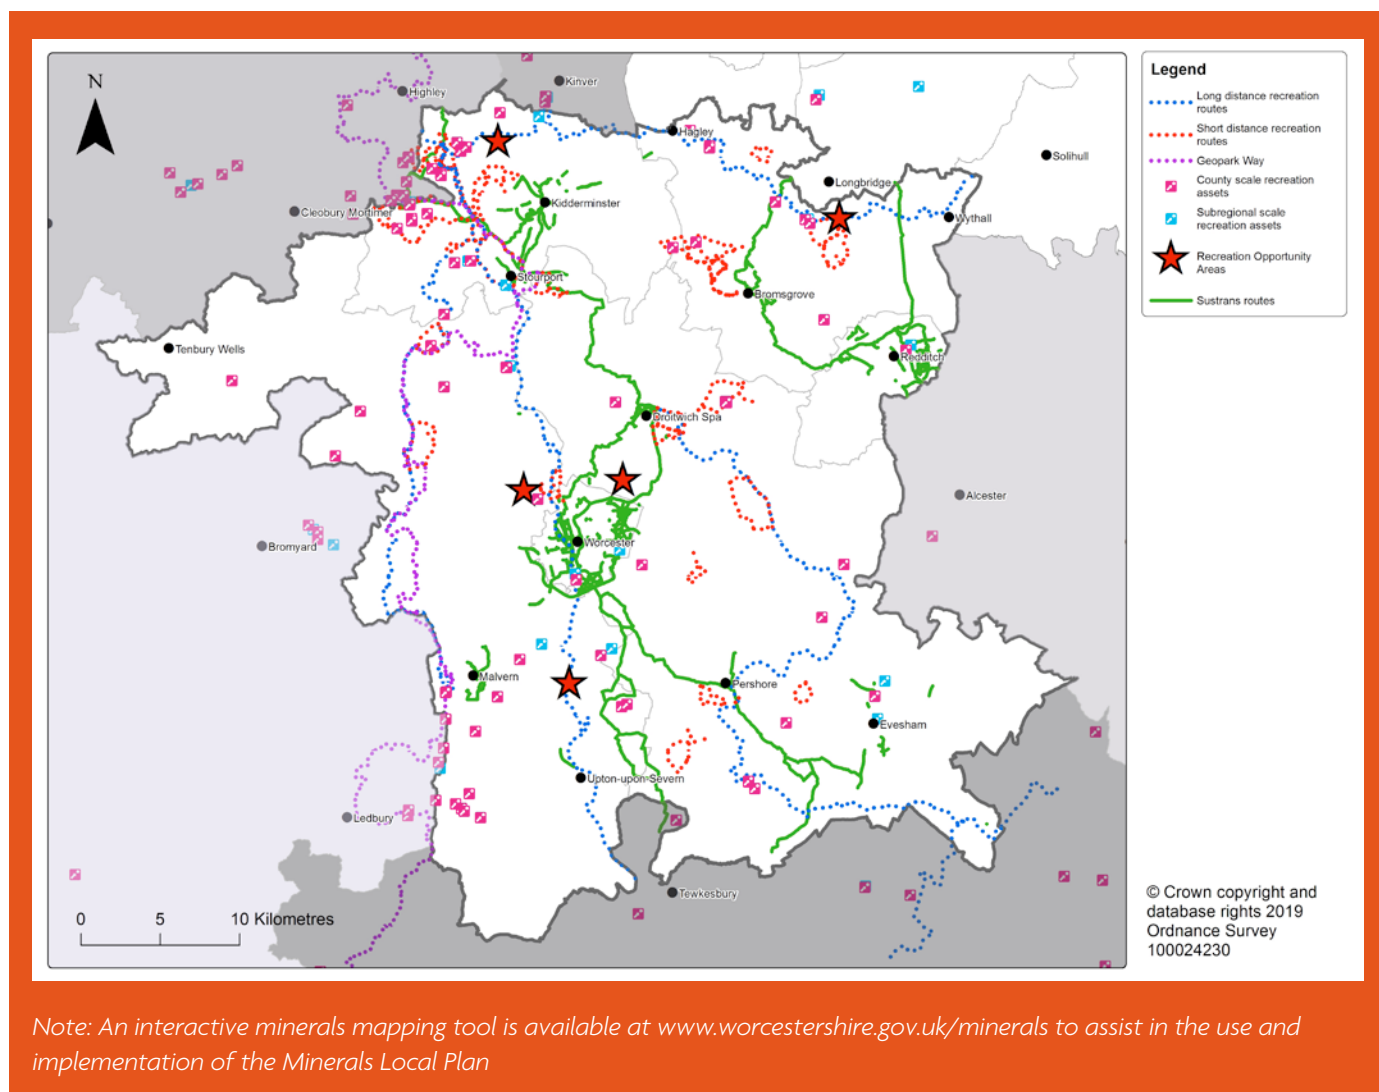 N
Kinver
Highley
Hagley
Solihull
Longbridge
Cleobury Mortimer
Kidderminster
Wythall
Stourport
Bromsgrove
Tenbury Wells
Redditch
Droitwich Spa
Alcester
Bromyard
Worcester
Malvern
Pershore
Evesham
Upton-upon Severn
Ledbury
Tewkesbury
0 5 10 Kilometres
Legend
Long distance recreation
routes
Short distance recreation
routes
Geopark Way
County scale recreation
assets
Subregional scale
recreation assets
Recreation Opportunity
Areas
Sustrans routes
© Crown copyright and
database rights 2019
Ordnance Survey
100024230
Note: An interactive minerals mapping tool is available at www.worcestershire.gov.uk/minerals to assist in the use and
implementation of the Minerals Local Plan